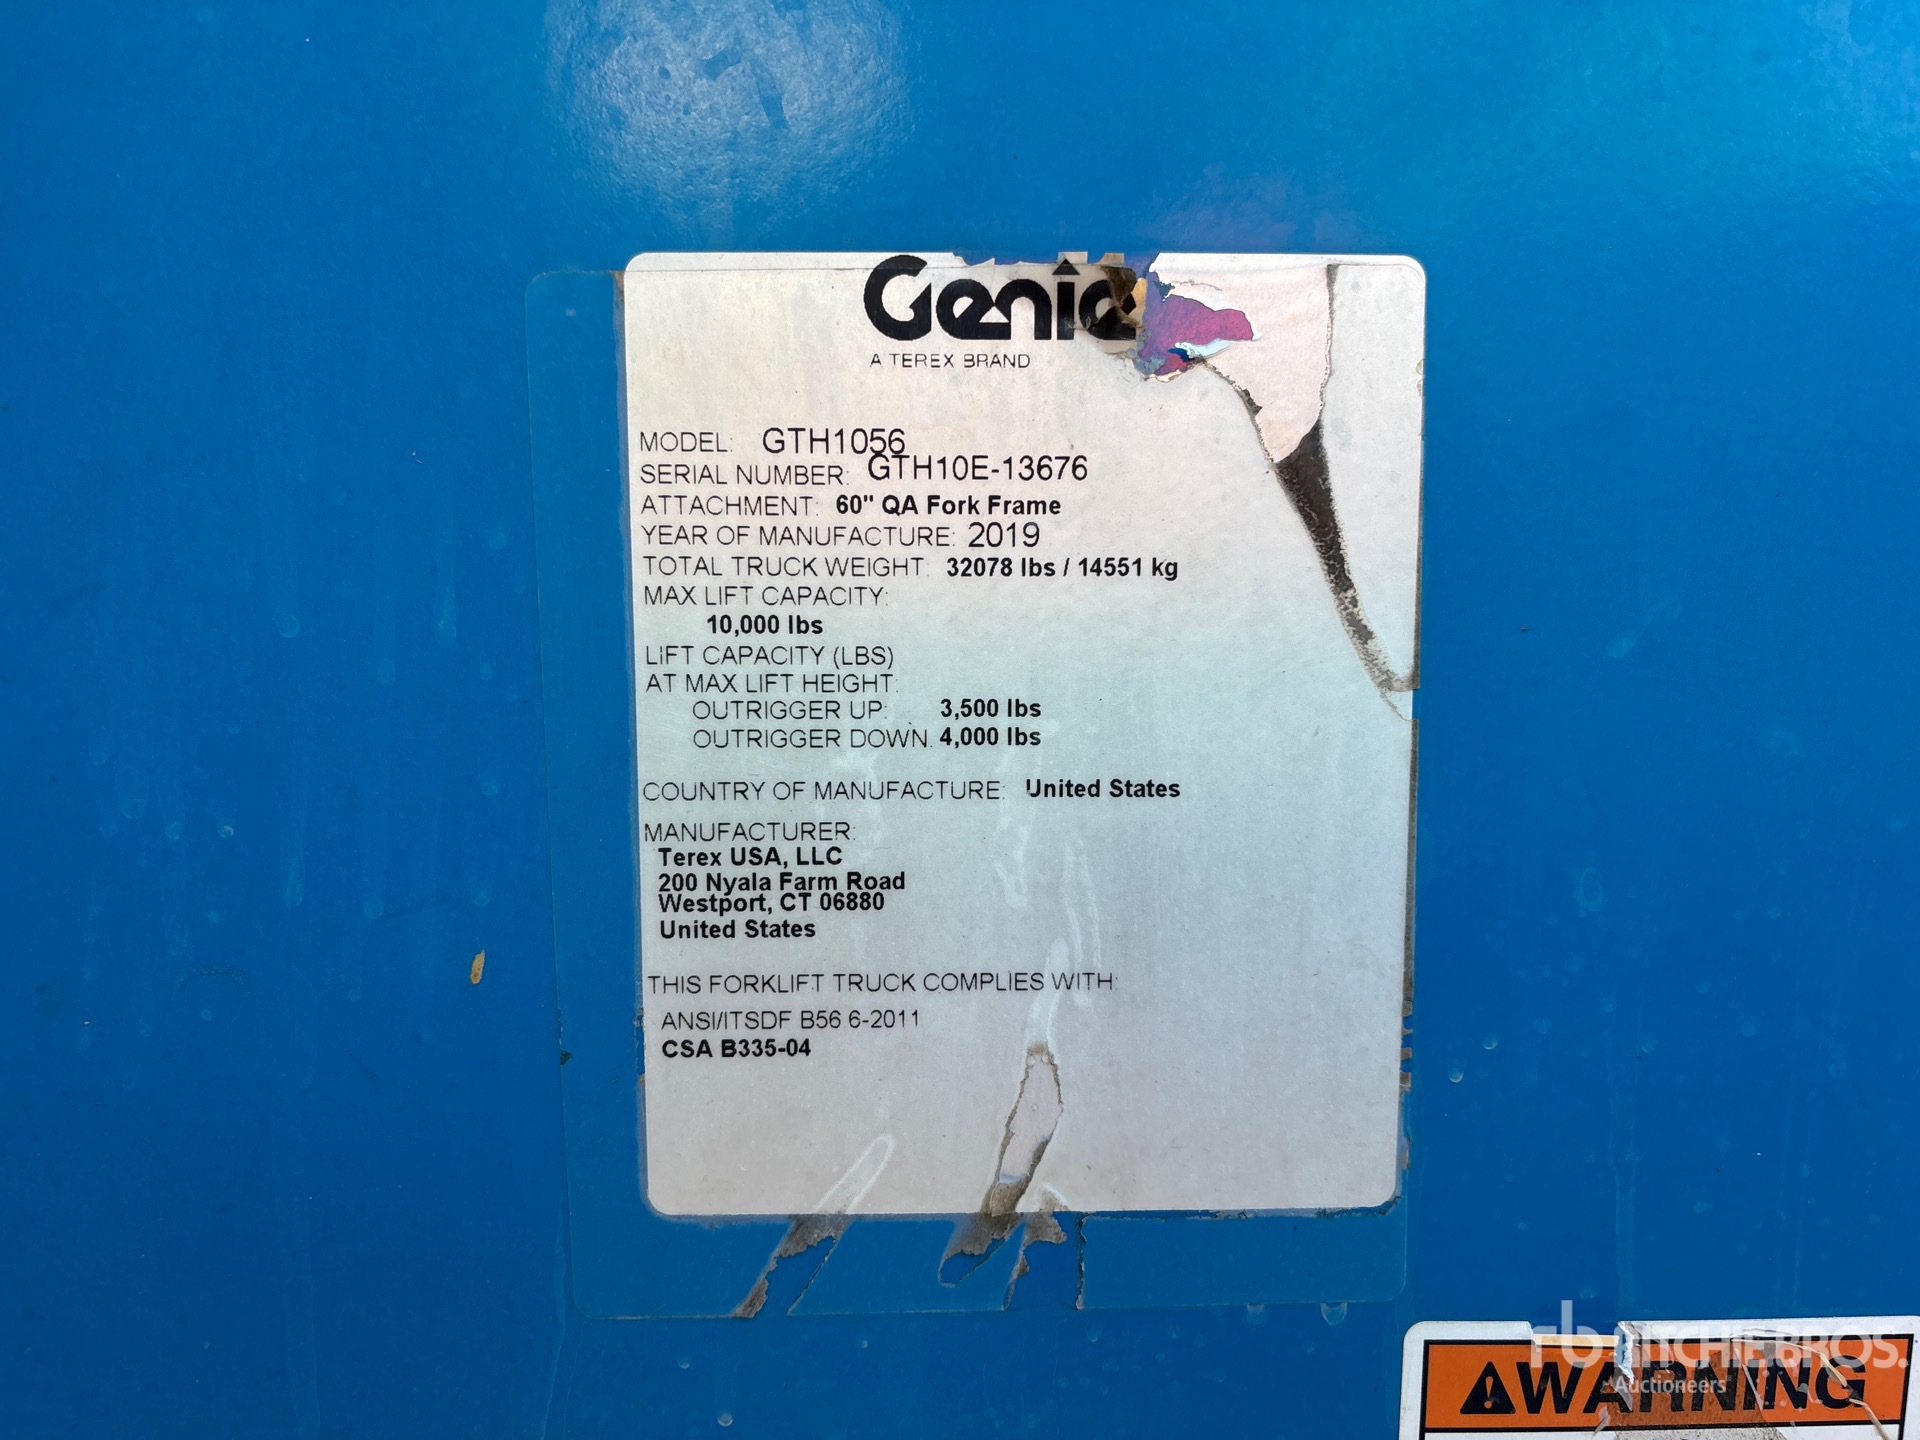 Genie
A TEREX BRAND
MODEL: GTH1056
SERIAL NUMBER: GTH10E-13676
ATTACHMENT: 60" QA Fork Frame
YEAR OF MANUFACTURE: 2019
TOTAL TRUCK WEIGHT: 32078 lbs / 14551 kg
MAX LIFT CAPACITY:
10,000 lbs
LIFT CAPACITY (LBS)
AT MAX LIFT HEIGHT:
OUTRIGGER UP: 3,500 lbs
OUTRIGGER DOWN: 4,000 lbs
COUNTRY OF MANUFACTURE: United States
MANUFACTURER:
Terex USA, LLC
200 Nyala Farm Road
Westport, CT 06880
United States
THIS FORKLIFT TRUCK COMPLIES WITH:
ANSI/ITSDF B56.6-2011
CSA B335-04
WARNING
rb RITCHIE BROS.
Auctioneers